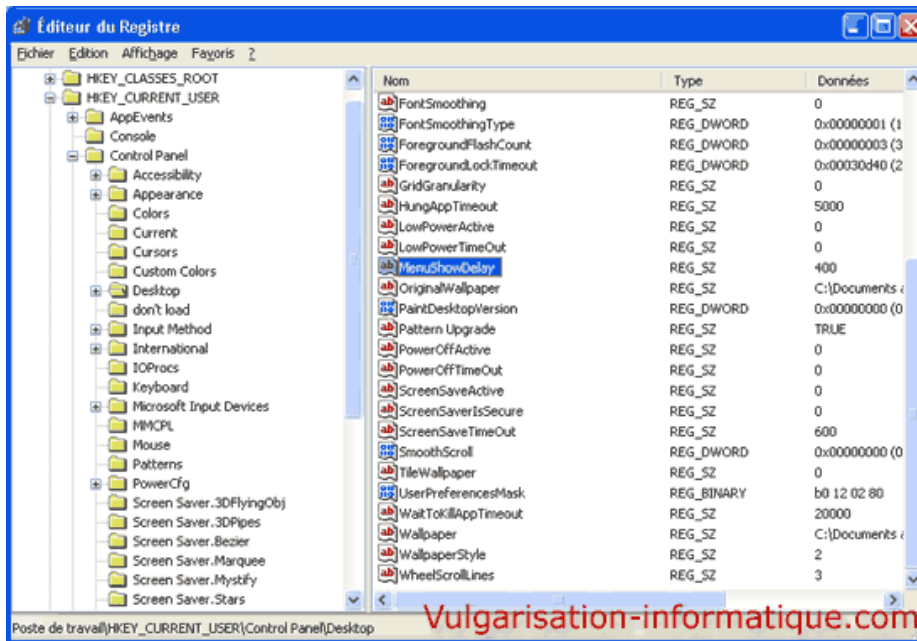 Éditeur du Registre
Fichier Edition Affichage Favoris ?
HKEY_CLASSES_ROOT
HKEY_CURRENT_USER
AppEvents
Console
Control Panel
Accessibility
Appearance
Colors
Current
Cursors
Custom Colors
Desktop
don't load
Input Method
International
IOProcs
Keyboard
Microsoft Input Devices
MMCPL
Mouse
Patterns
PowerCfg
Screen Saver.3DFlyingObj
Screen Saver.3DPipes
Screen Saver.Bezier
Screen Saver.Marquee
Screen Saver.Mystify
Screen Saver.Stars
Nom Type Données
FontSmoothing REG_SZ 0
FontSmoothingType REG_DWORD 0x00000001 (1
ForegroundFlashCount REG_DWORD 0x00000003 (3
ForegroundLockTimeout REG_DWORD 0x00030d40 (2
GridGranularity REG_SZ 0
HungAppTimeout REG_SZ 5000
LowPowerActive REG_SZ 0
LowPowerTimeOut REG_SZ 0
MenuShowDelay REG_SZ 400
OriginalWallpaper REG_SZ C:\Documents a
PaintDesktopVersion REG_DWORD 0x00000000 (0
Pattern Upgrade REG_SZ TRUE
PowerOffActive REG_SZ 0
PowerOffTimeOut REG_SZ 0
ScreenSaveActive REG_SZ 0
ScreenSaverIsSecure REG_SZ 0
ScreenSaveTimeOut REG_SZ 600
SmoothScroll REG_DWORD 0x00000000 (0
TileWallpaper REG_SZ 0
UserPreferencesMask REG_BINARY b0 12 02 80
WaitToKillAppTimeout REG_SZ 20000
Wallpaper REG_SZ C:\Documents a
WallpaperStyle REG_SZ 2
WheelScrollLines REG_SZ 3
Poste de travail\HKEY_CURRENT_USER\Control Panel\Desktop
Vulgarisation-informatique.com